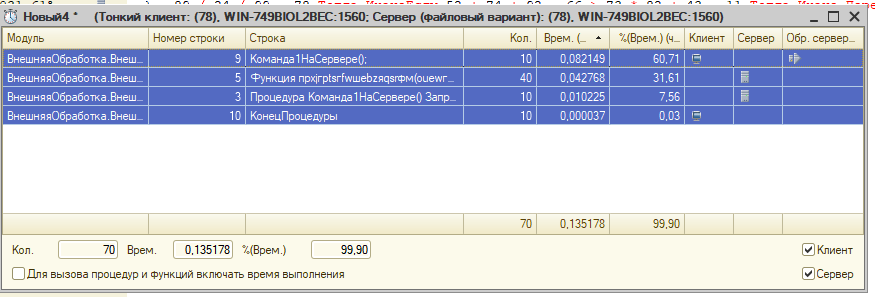 Новый4 * (Тонкий клиент: (78), WIN-749BIOL2BEC:1560; Сервер (файловый вариант): (78), WIN-749BIOL2BEC:1560)
Модуль Номер строки Строка Кол. Врем. (... %(Врем.) (ч... Клиент Сервер Обр. сервер...
ВнешняяОбработка.Внеш... 9 Команда1НаСервере(); 10 0,082149 60,71
ВнешняяОбработка.Внеш... 5 Функция 40 0,042768 31,61
ВнешняяОбработка.Внеш... 3 Процедура Команда1НаСервере() Запр... 10 0,010225 7,56
ВнешняяОбработка.Внеш... 10 КонецПроцедуры 10 0,000037 0,03
70 0,135178 99,90
Кол. 70 Врем. 0,135178 %(Врем.) 99,90 Клиент
Для вызова процедур и функций включать время выполнения Сервер